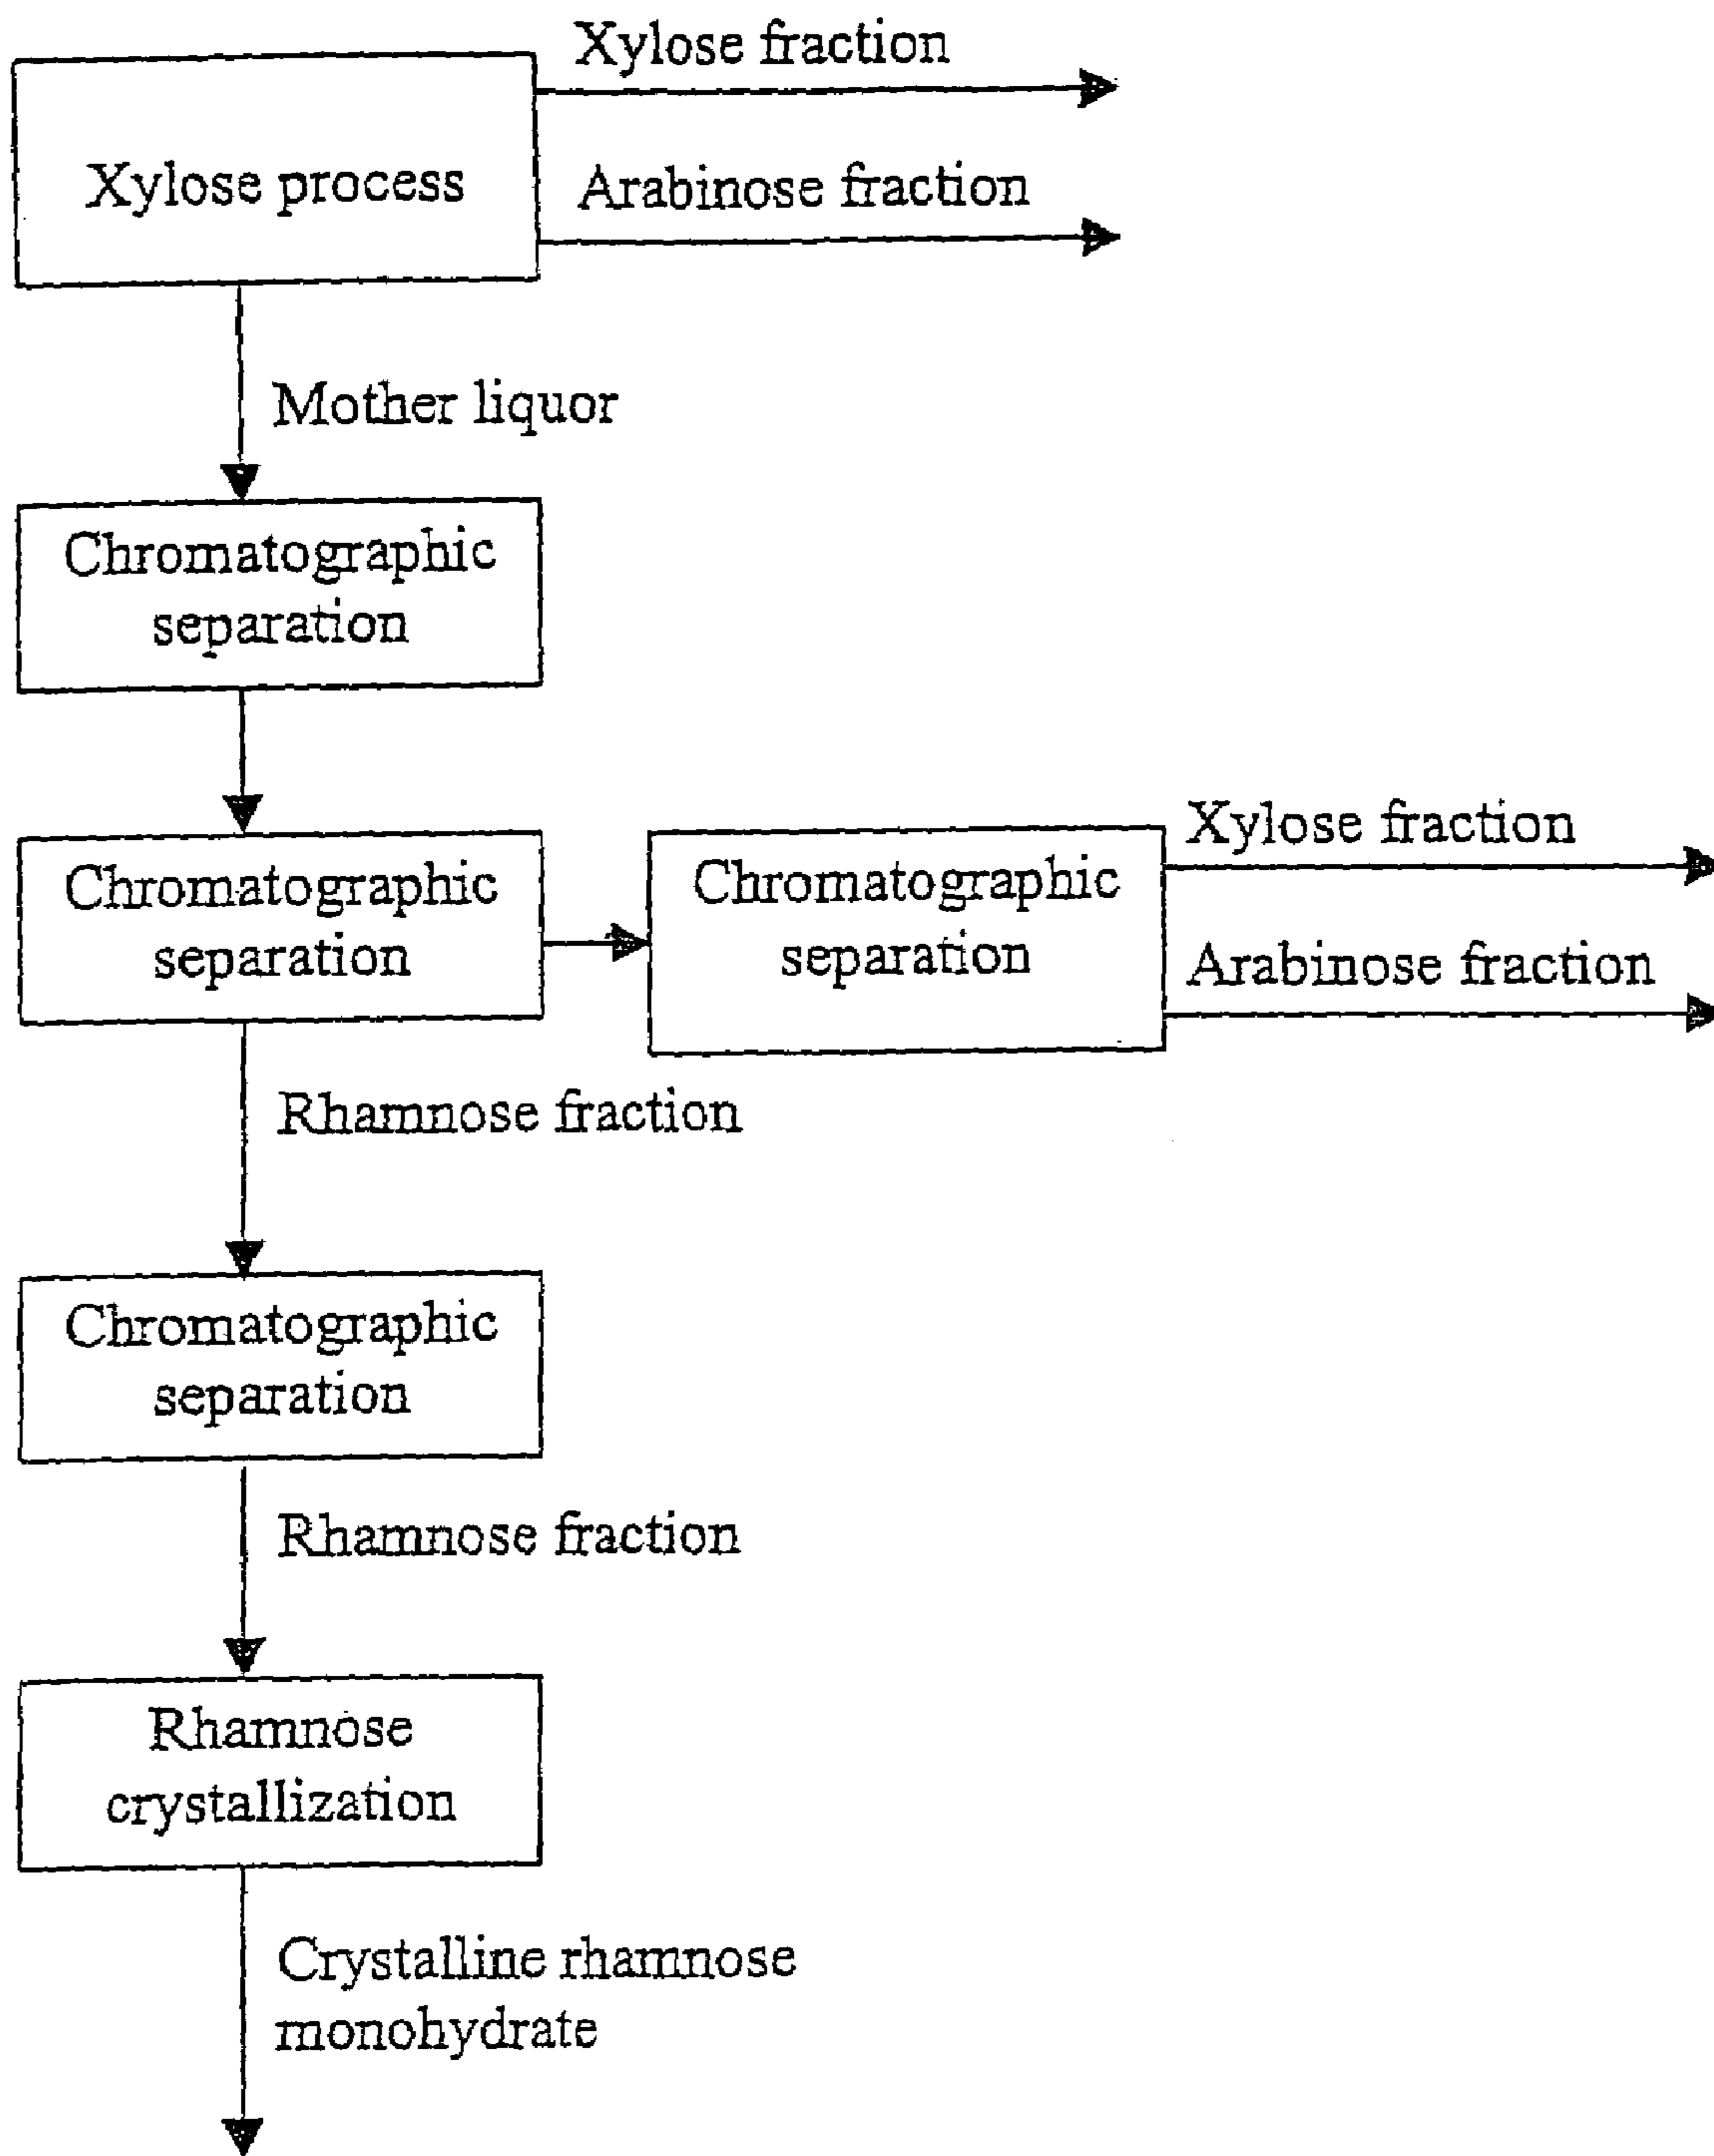 Xylose fraction
Xylose process
Arabinose fraction
Mother liquor
Chromatographic
separation
Chromatographic
separation
Chromatographic
separation
Xylose fraction
Arabinose fraction
Rhamnose fraction
Chromatographic
separation
Rhamnose fraction
Rhamnose
crystallization
Crystalline rhamnose
monohydrate